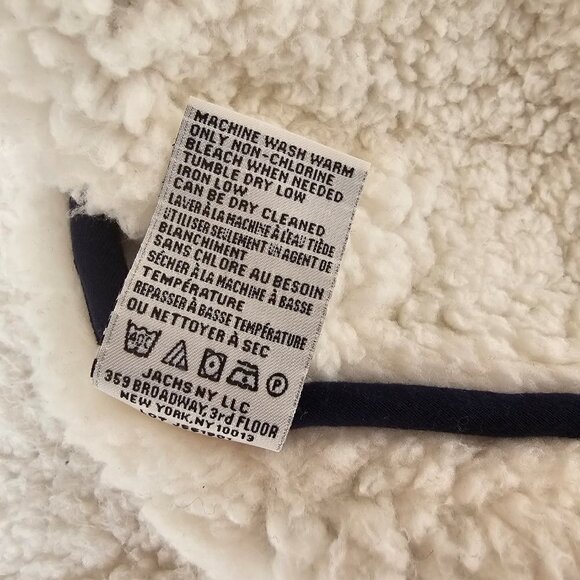 MACHINE WASH WARM
ONLY NON-CHLORINE
BLEACH WHEN NEEDED
TUMBLE DRY LOW
IRON LOW
CAN BE DRY CLEANED
LAVER À LA MACHINE À L'EAU TIÈDE
UTILISER SEULEMENT UN AGENT DE
BLANCHIMENT
SANS CHLORE AU BESOIN
SÉCHER À LA MACHINE À BASSE
TEMPÉRATURE
REPASSER À BASSE TEMPÉRATURE
OU NETTOYER À SEC
40C P
JACHS NY LLC
359 BROADWAY, 3rd FLOOR
NEW YORK, NY 10013
LOT